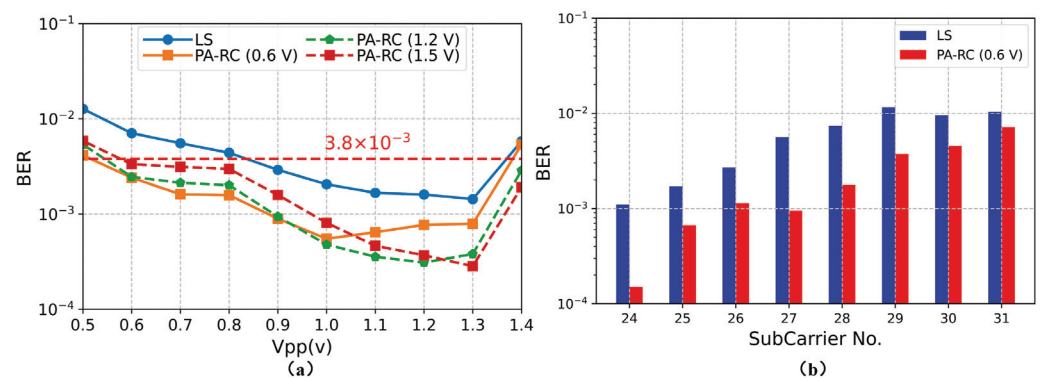 (a)
10⁻¹
10⁻²
10⁻³
10⁻⁴
BER
LS
PA-RC (0.6 V)
PA-RC (1.2 V)
PA-RC (1.5 V)
3.8×10⁻³
0.5 0.6 0.7 0.8 0.9 1.0 1.1 1.2 1.3 1.4
Vpp(v)
(a)
(b)
10⁻¹
10⁻²
10⁻³
10⁻⁴
BER
LS
PA-RC (0.6 V)
24 25 26 27 28 29 30 31
SubCarrier No.
(b)